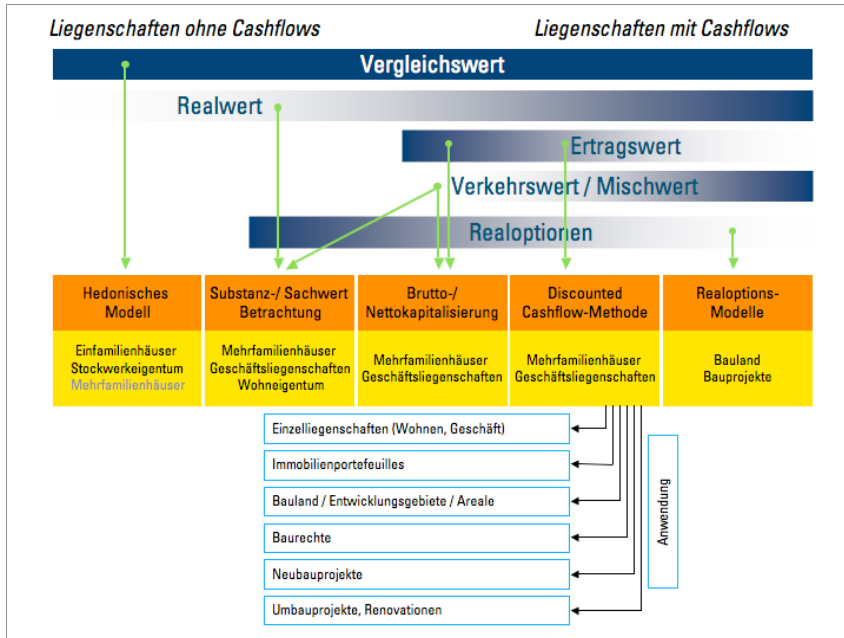 Liegenschaften ohne Cashflows
Liegenschaften mit Cashflows
Vergleichswert
Realwert
Ertragswert
Verkehrswert / Mischwert
Realoptionen
Hedonisches
Modell
Einfamilienhäuser
Stockwerkeigentum
Mehrfamilienhäuser
Substanz-/ Sachwert
Betrachtung
Mehrfamilienhäuser
Geschäftsliegenschaften
Wohneigentum
Brutto-/
Nettokapitalisierung
Mehrfamilienhäuser
Geschäftsliegenschaften
Discounted
Cashflow-Methode
Mehrfamilienhäuser
Geschäftsliegenschaften
Realoptions-
Modelle
Bauland
Bauprojekte
Einzelliegenschaften (Wohnen, Geschäft)
Immobilienportefeuilles
Bauland / Entwicklungsgebiete / Areale
Baurechte
Neubauprojekte
Umbauprojekte, Renovationen
Anwendung